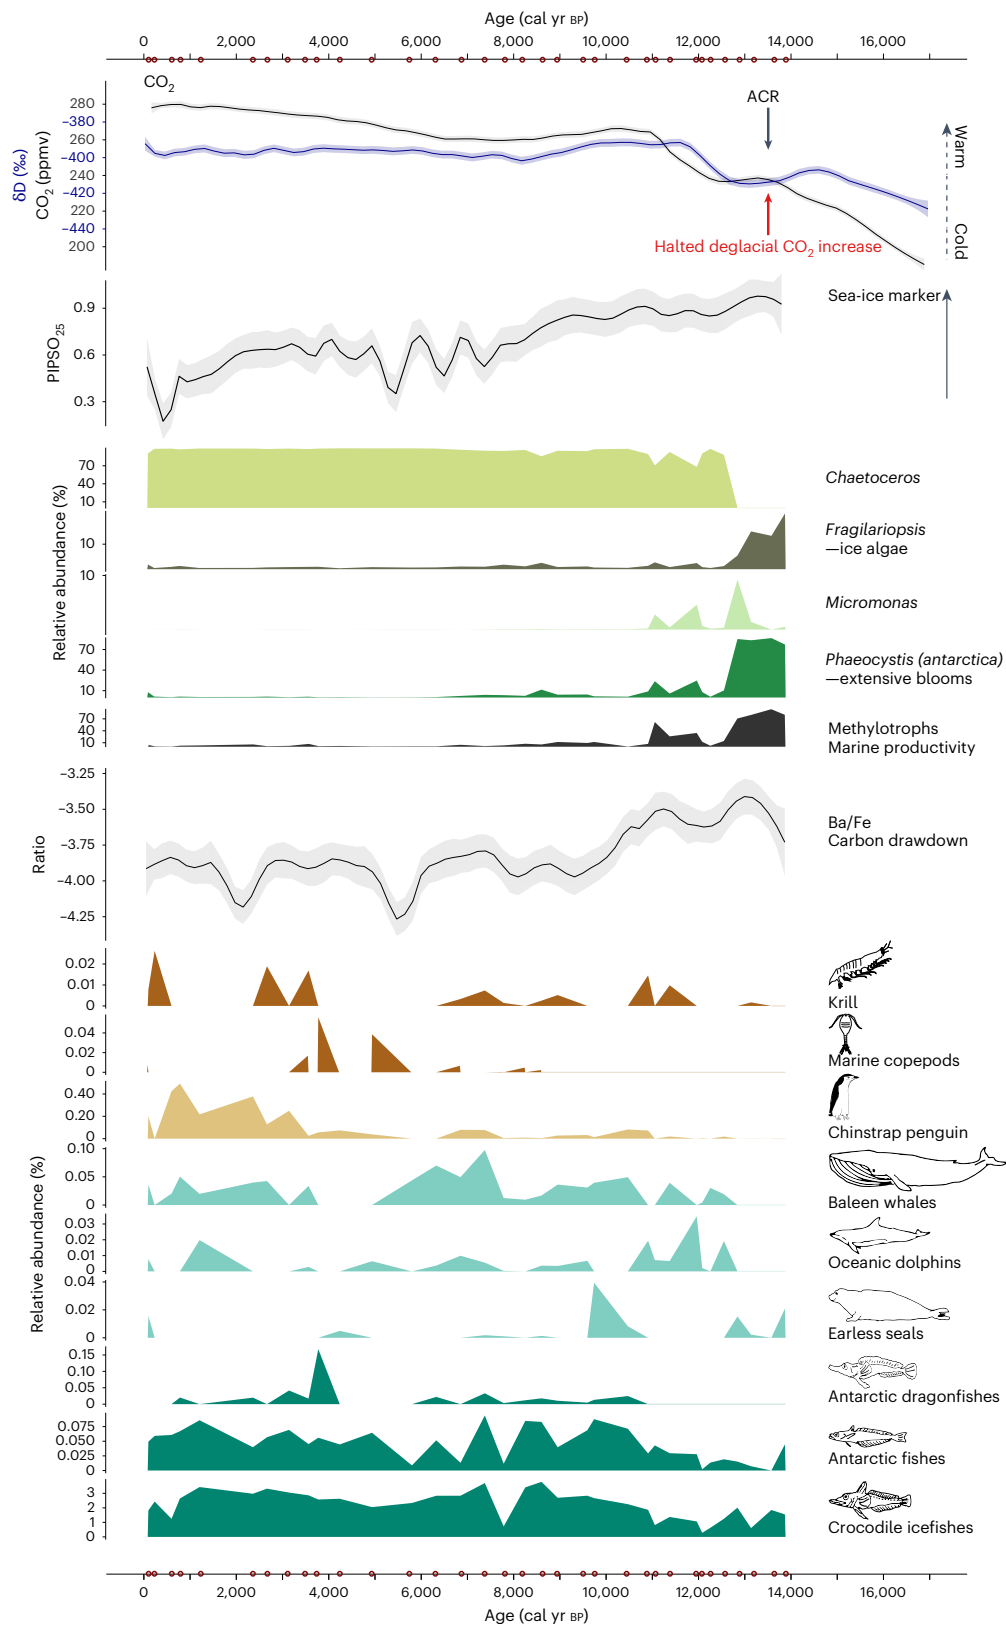 Age (cal yr BP)
0 2,000 4,000 6,000 8,000 10,000 12,000 14,000 16,000
CO2
ACR
280
−380
260
−400
240
−420
220
−440
200
δD (‰)
CO2 (ppmv)
Warm
Cold
Halted deglacial CO2 increase
Sea-ice marker
0.9
0.6
0.3
PIPSO25
70
40
10
Chaetoceros
Relative abundance (%)
10
Fragilariopsis
—ice algae
10
Micromonas
70
40
10
Phaeocystis (antarctica)
—extensive blooms
70
40
10
Methylotrophs
Marine productivity
−3.25
−3.50
−3.75
−4.00
−4.25
Ratio
Ba/Fe
Carbon drawdown
0.02
0.01
0
Krill
0.04
0.02
0
Marine copepods
0.40
0.20
0
Chinstrap penguin
0.10
0.05
0
Baleen whales
Relative abundance (%)
0.03
0.02
0.01
0
Oceanic dolphins
0.04
0.02
0
Earless seals
0.15
0.10
0.05
0
Antarctic dragonfishes
0.075
0.050
0.025
0
Antarctic fishes
3
2
1
0
Crocodile icefishes
0 2,000 4,000 6,000 8,000 10,000 12,000 14,000 16,000
Age (cal yr BP)